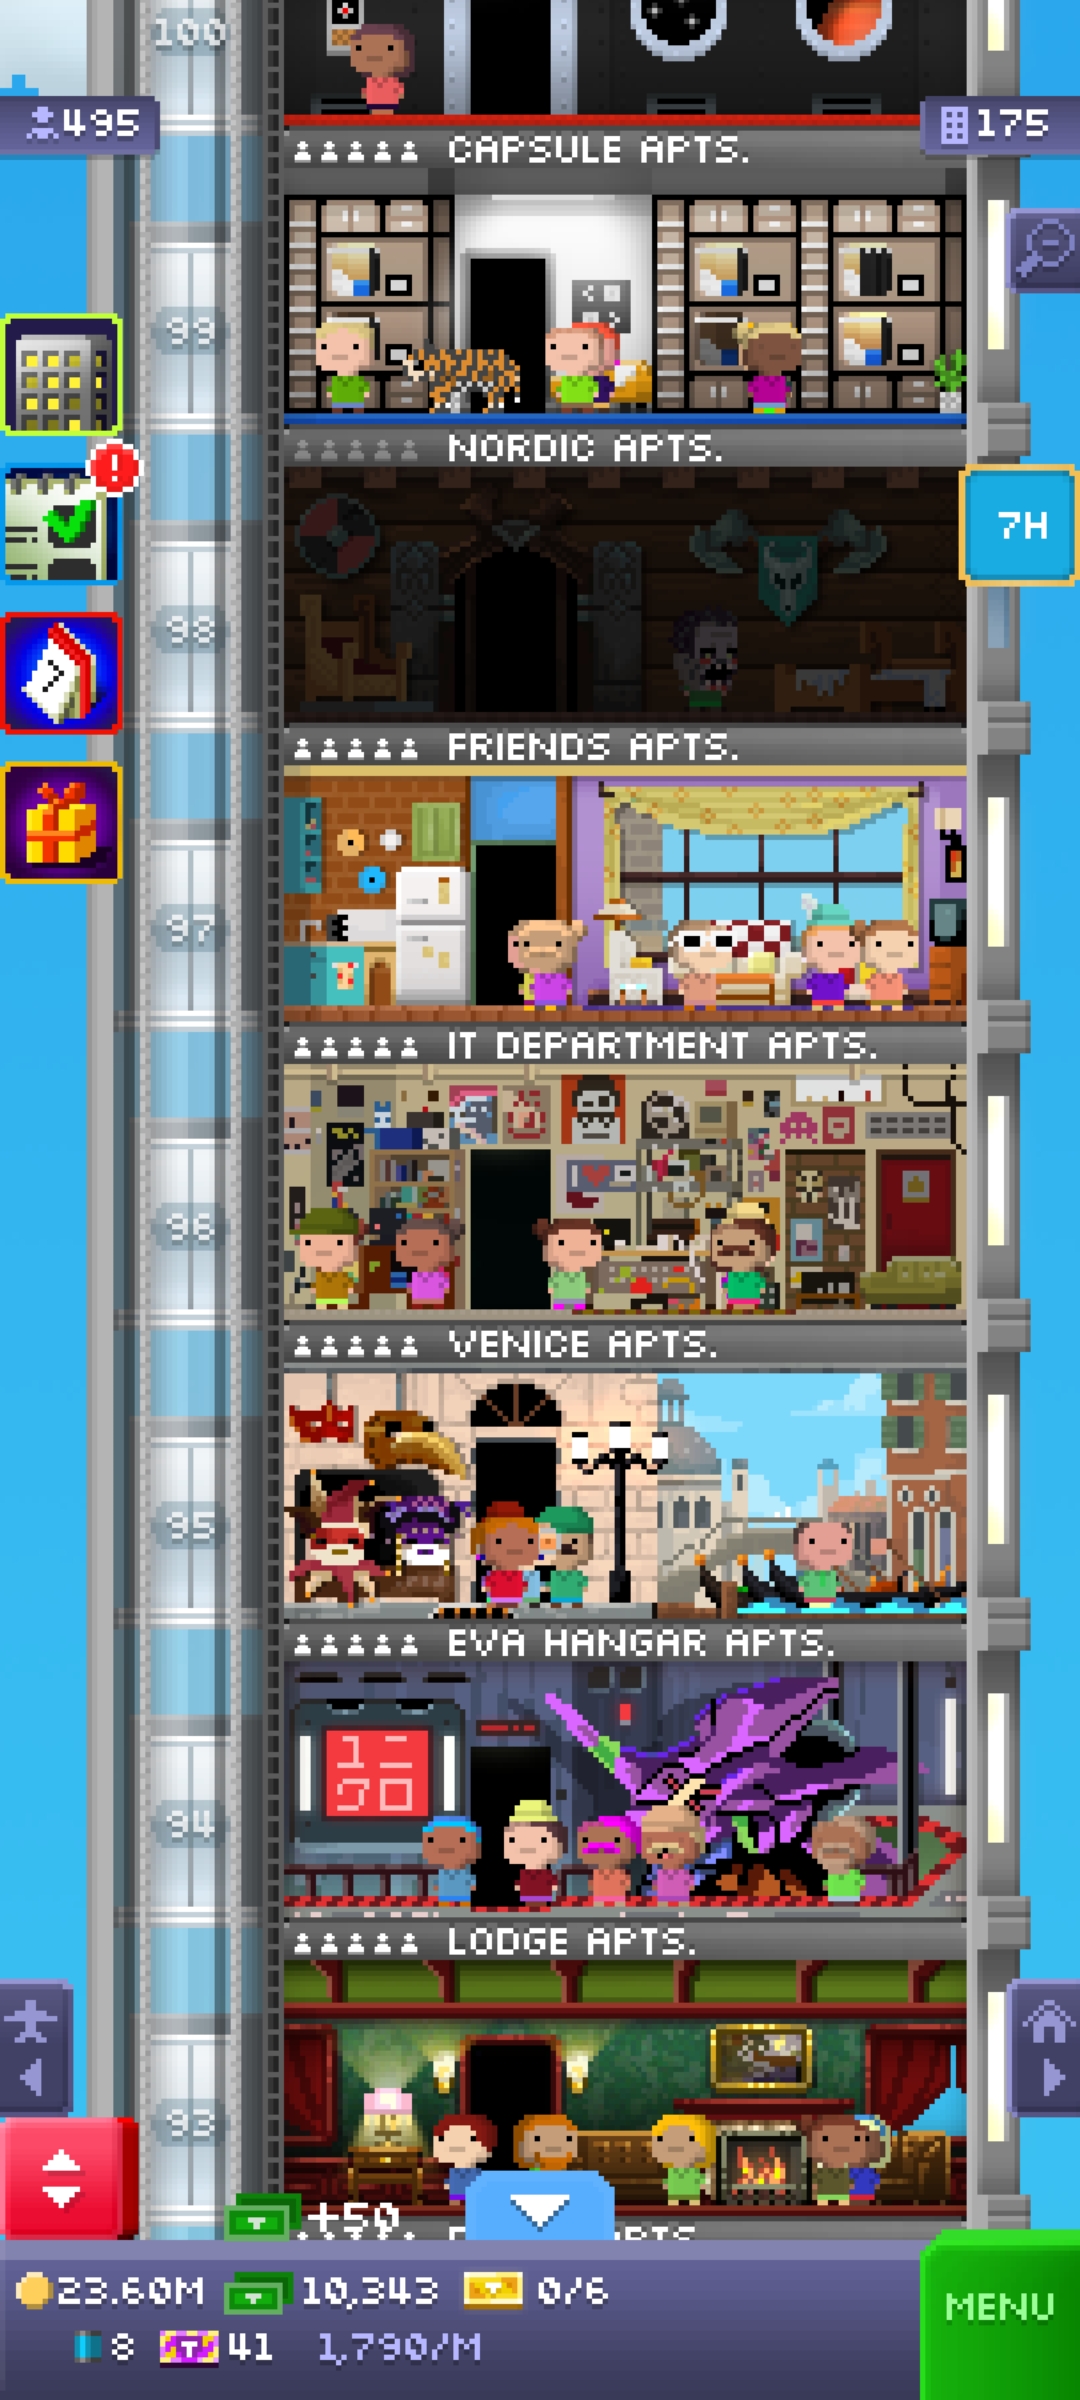 100
495
175
CAPSULE APTS.
99
NORDIC APTS.
7H
98
FRIENDS APTS.
97
IT DEPARTMENT APTS.
96
VENICE APTS.
95
EVA HANGAR APTS.
94
LODGE APTS.
93
+50
23.60M 10,343 0/6
8 41 1,790/M
MENU